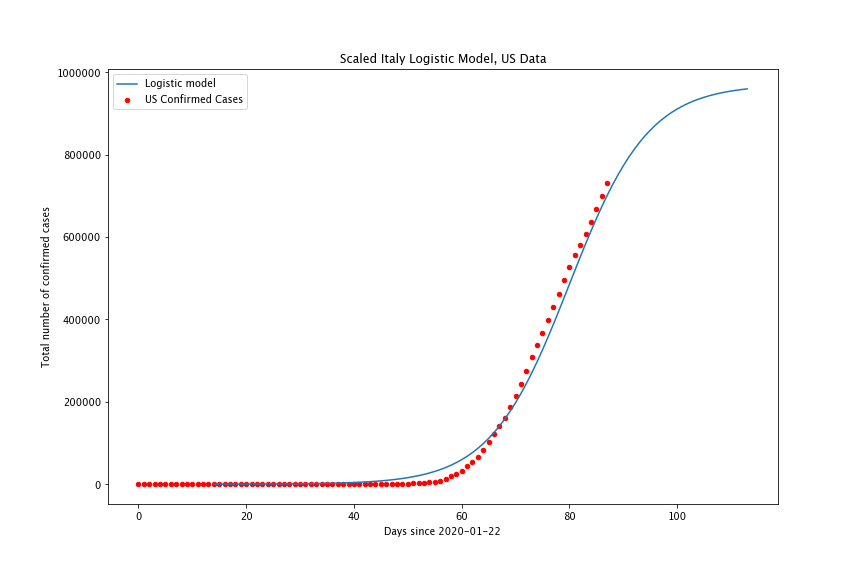 Scaled Italy Logistic Model, US Data
Logistic model
US Confirmed Cases
1000000
800000
600000
400000
200000
0
Total number of confirmed cases
0 20 40 60 80 100
Days since 2020-01-22